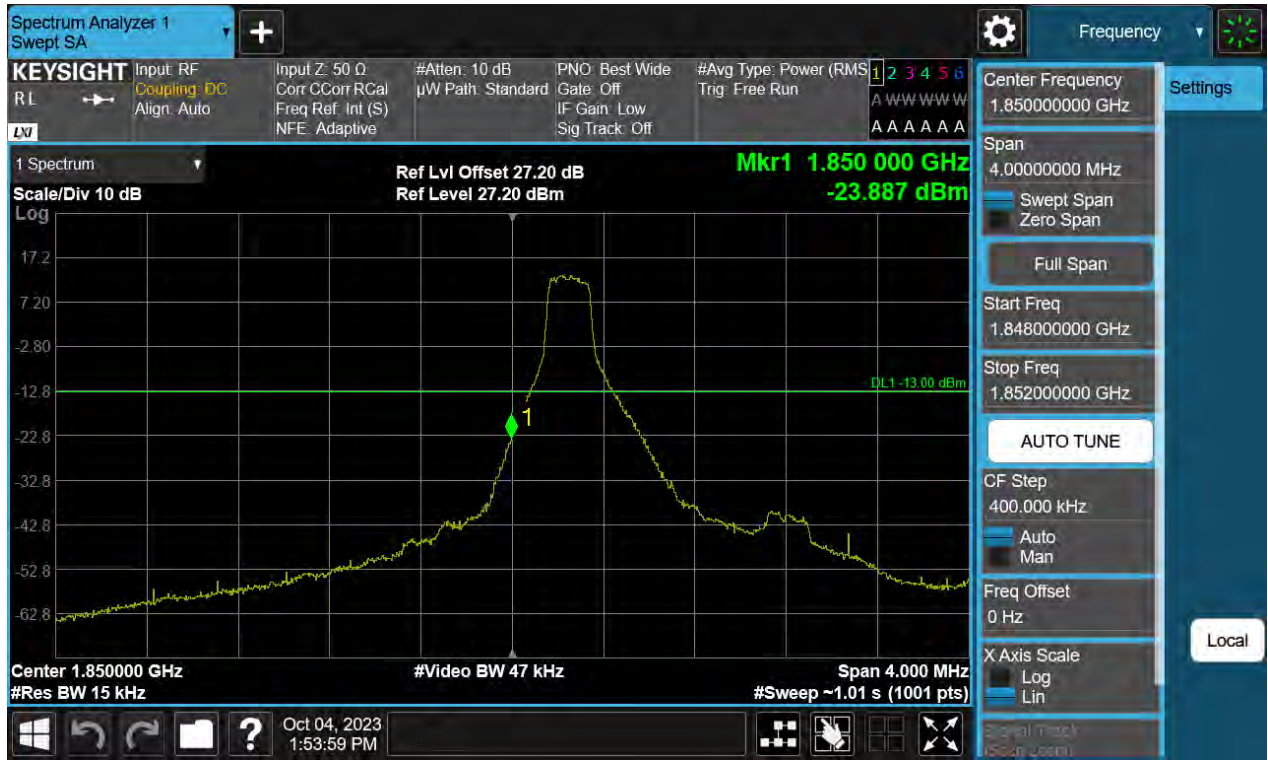 Spectrum Analyzer 1
Swept SA
+
Frequency
KEYSIGHT
RL
LXI
Input: RF
Coupling: DC
Align: Auto
Input Z: 50 Ω
Corr CCorr RCal
Freq Ref: Int (S)
NFE: Adaptive
#Atten: 10 dB
µW Path: Standard
PNO: Best Wide
Gate: Off
IF Gain: Low
Sig Track: Off
#Avg Type: Power (RMS
Trig: Free Run
1 2 3 4 5 6
A W W W W W
A A A A A A
1 Spectrum
Scale/Div 10 dB
Ref Lvl Offset 27.20 dB
Ref Level 27.20 dBm
Mkr1 1.850 000 GHz
-23.887 dBm
Log
17.2
7.20
-2.80
-12.8
-22.8
-32.8
-42.8
-52.8
-62.8
DL1 -13.00 dBm
1
Center 1.850000 GHz
#Res BW 15 kHz
#Video BW 47 kHz
Span 4.000 MHz
#Sweep ~1.01 s (1001 pts)
?
Oct 04, 2023
1:53:59 PM
Center Frequency
1.850000000 GHz
Span
4.00000000 MHz
Swept Span
Zero Span
Full Span
Start Freq
1.848000000 GHz
Stop Freq
1.852000000 GHz
AUTO TUNE
CF Step
400.000 kHz
Auto
Man
Freq Offset
0 Hz
X Axis Scale
Log
Lin
Signal Track
(Span Zoom)
Settings
Local